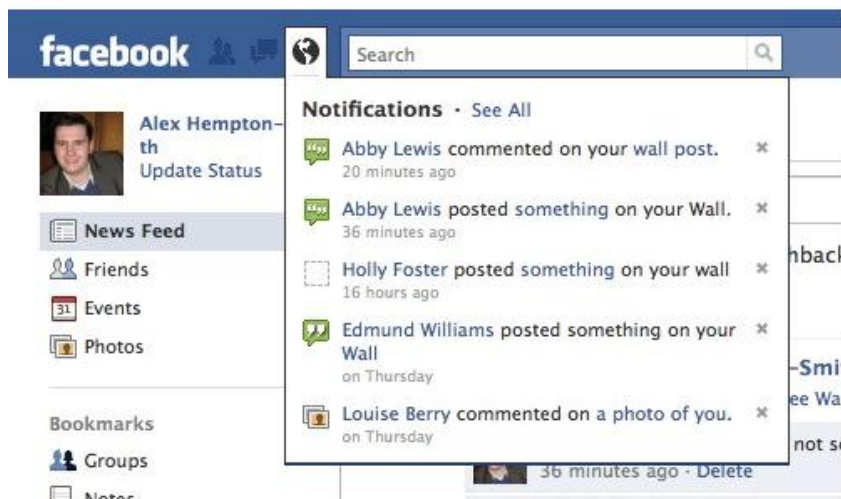 facebook
Search
Alex Hempton-
th
Update Status
News Feed
Friends
31
Events
Photos
Bookmarks
Groups
Notes
Notifications · See All
Abby Lewis commented on your wall post.
20 minutes ago
Abby Lewis posted something on your Wall.
36 minutes ago
Holly Foster posted something on your wall
16 hours ago
Edmund Williams posted something on your
Wall
on Thursday
Louise Berry commented on a photo of you.
on Thursday
hback
-Smi
ee Wa
not s
36 minutes ago · Delete